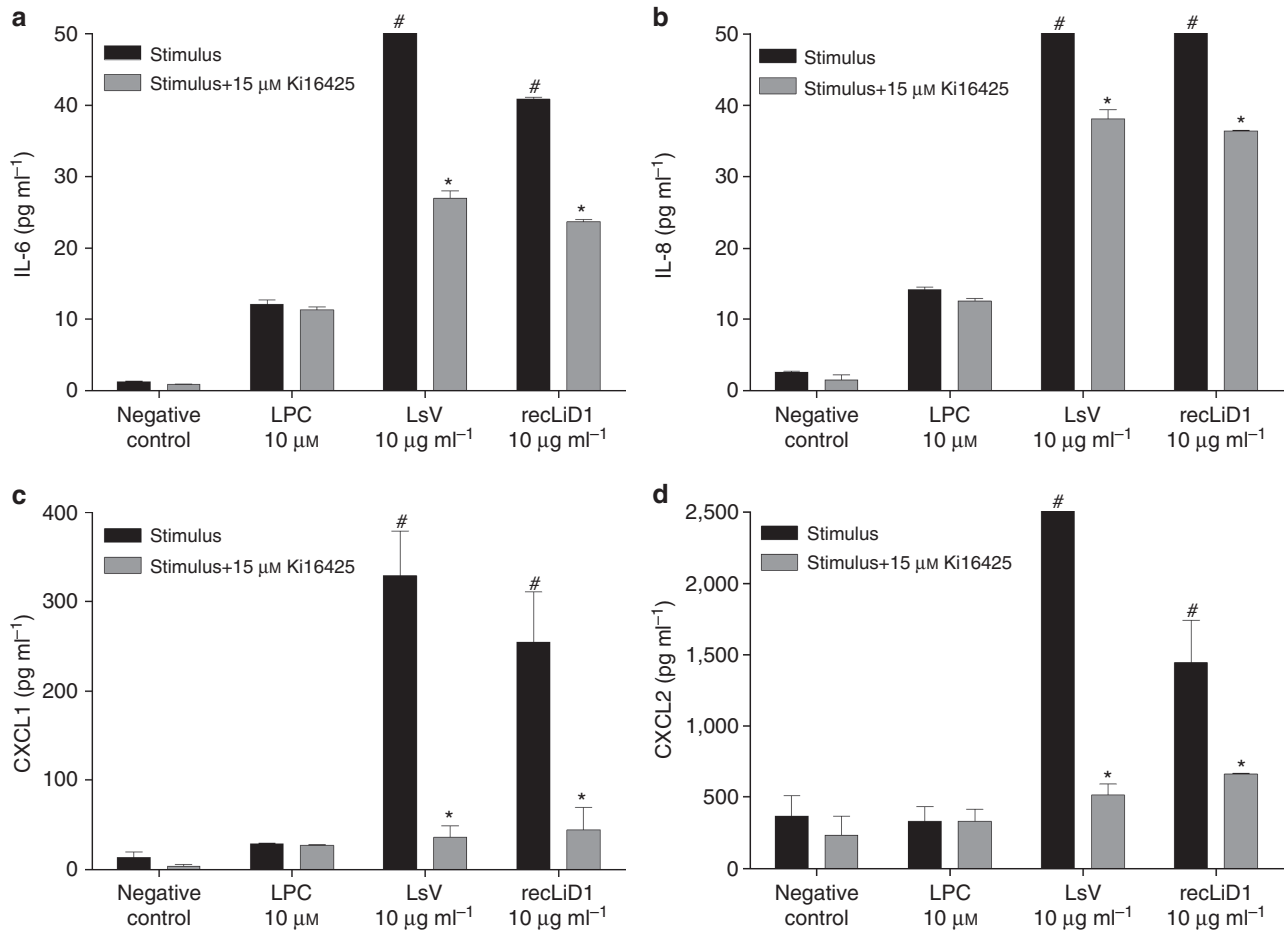 a
50
40
30
20
10
0
IL-6 (pg ml⁻¹)
Stimulus
Stimulus+15 μM Ki16425
#
#
*
*
Negative control
LPC 10 μM
LsV 10 μg ml⁻¹
recLiD1 10 μg ml⁻¹
b
50
40
30
20
10
0
IL-8 (pg ml⁻¹)
Stimulus
Stimulus+15 μM Ki16425
#
#
*
*
Negative control
LPC 10 μM
LsV 10 μg ml⁻¹
recLiD1 10 μg ml⁻¹
c
400
300
200
100
0
CXCL1 (pg ml⁻¹)
Stimulus
Stimulus+15 μM Ki16425
#
#
*
*
Negative control
LPC 10 μM
LsV 10 μg ml⁻¹
recLiD1 10 μg ml⁻¹
d
2,500
2,000
1,500
1,000
500
0
CXCL2 (pg ml⁻¹)
Stimulus
Stimulus+15 μM Ki16425
#
#
*
*
Negative control
LPC 10 μM
LsV 10 μg ml⁻¹
recLiD1 10 μg ml⁻¹